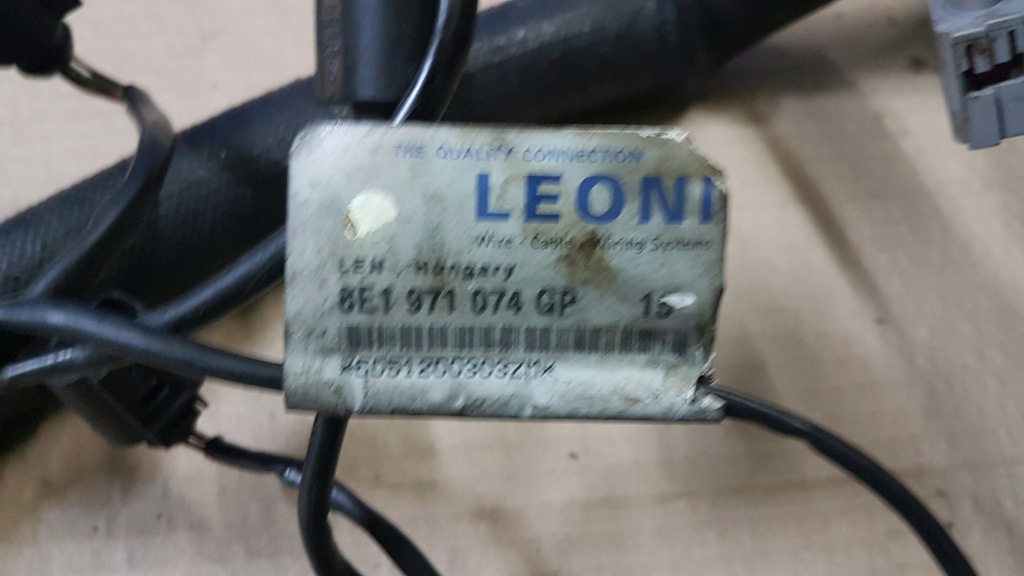 THE QUALITY CONNECTION
LEONI
Wire - Cable - Wiring Systems
LEH . Hungary
8E1 971 074 GP 15